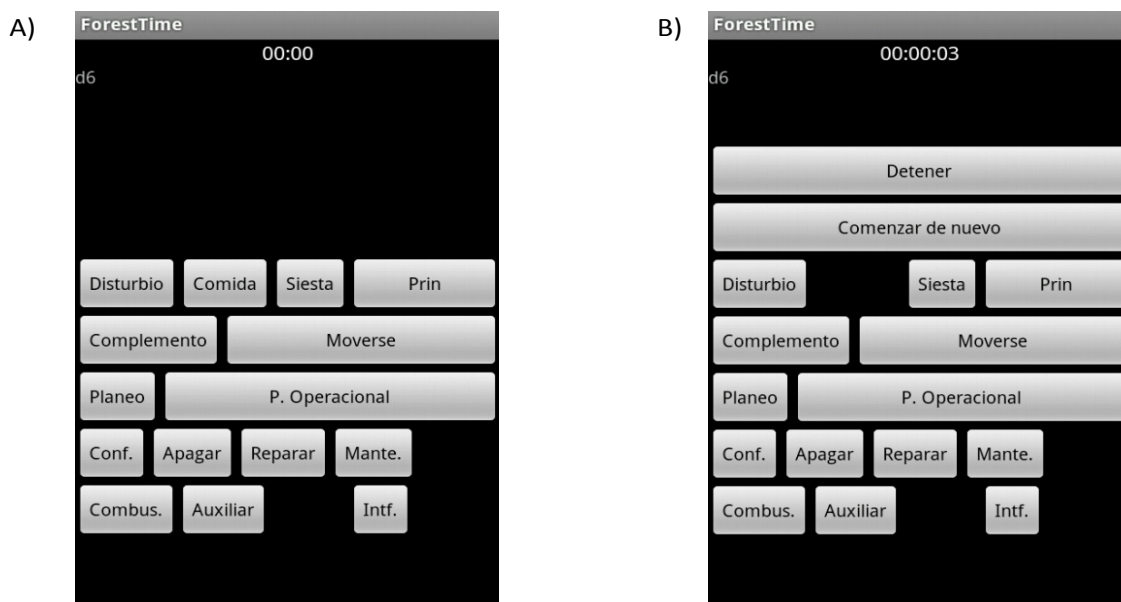 A)
ForestTime
00:00
d6
Disturbio Comida Siesta Prin
Complemento Moverse
Planeo P. Operacional
Conf. Apagar Reparar Mante.
Combus. Auxiliar Intf.
B)
ForestTime
00:00:03
d6
Detener
Comenzar de nuevo
Disturbio Siesta Prin
Complemento Moverse
Planeo P. Operacional
Conf. Apagar Reparar Mante.
Combus. Auxiliar Intf.